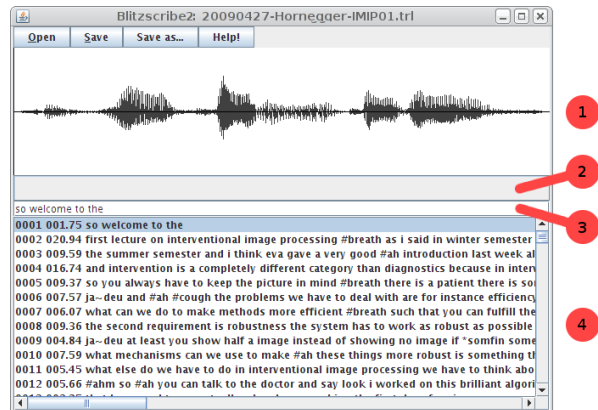 Blitzscribe2: 20090427-Hornegger-IMIP01.trl
Open Save Save as... Help!
1
2
so welcome to the
3
0001 001.75 so welcome to the
0002 020.94 first lecture on interventional image processing #breath as i said in winter semester
0003 009.59 the summer semester and i think eva gave a very good #ah introduction last week al
0004 016.74 and intervention is a completely different category than diagnostics because in interv
0005 009.37 so you always have to keep the picture in mind #breath there is a patient there is so
0006 007.57 ja~deu and #ah #cough the problems we have to deal with are for instance efficiency
0007 006.07 what can we do to make methods more efficient #breath such that you can fulfill the
0008 009.36 the second requirement is robustness the system has to work as robust as possible
4
0009 004.84 ja~deu at least you show half a image instead of showing no image if *somfin some
0010 007.59 what mechanisms can we use to make #ah these things more robust is something t
0011 005.45 what else do we have to do in interventional image processing we have to think abo
0012 005.66 #ahm so #ah you can talk to the doctor and say look i worked on this brilliant algori